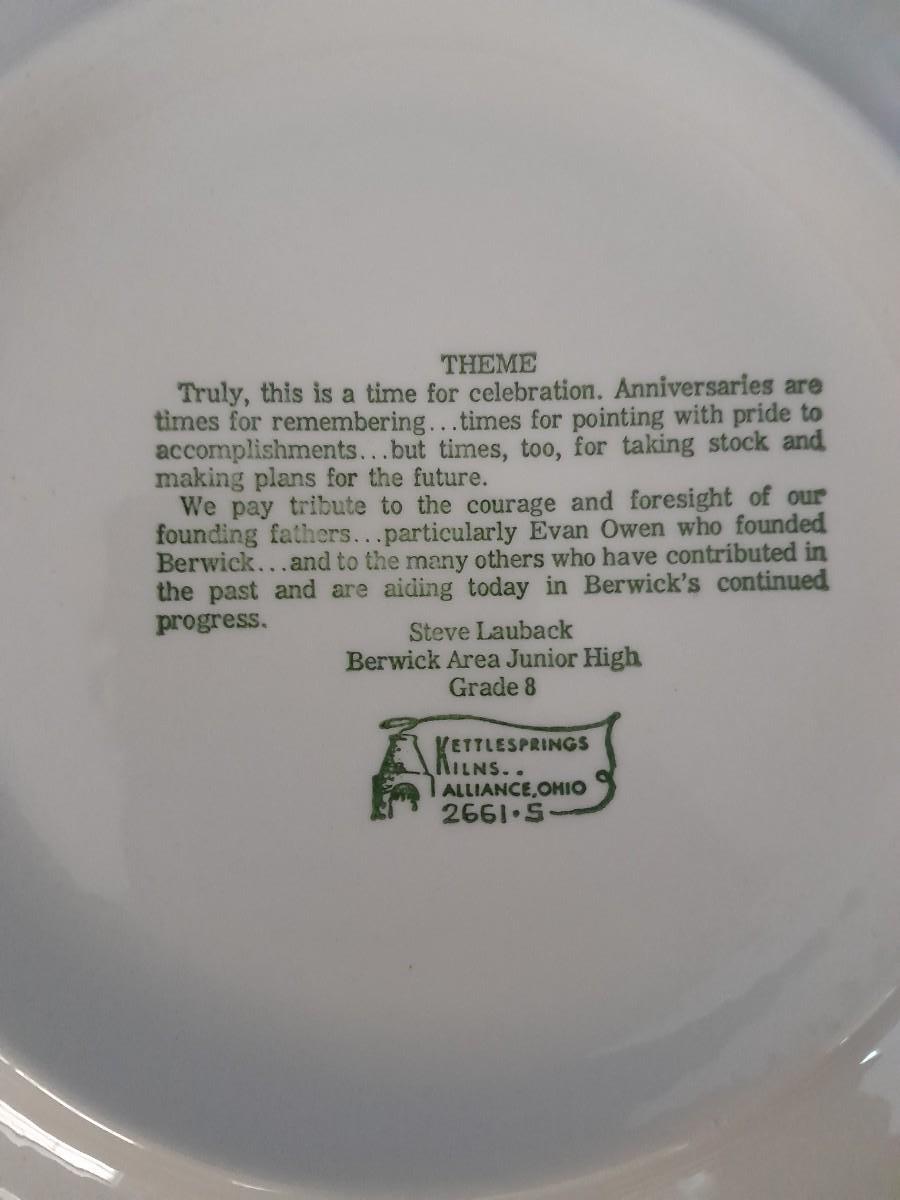 THEME
Truly, this is a time for celebration. Anniversaries are
times for remembering...times for pointing with pride to
accomplishments...but times, too, for taking stock and
making plans for the future.
We pay tribute to the courage and foresight of our
founding fathers...particularly Evan Owen who founded
Berwick...and to the many others who have contributed in
the past and are aiding today in Berwick's continued
progress.
Steve Lauback
Berwick Area Junior High
Grade 8
KETTLESPRINGS
KILNS..
ALLIANCE, OHIO
2661•S